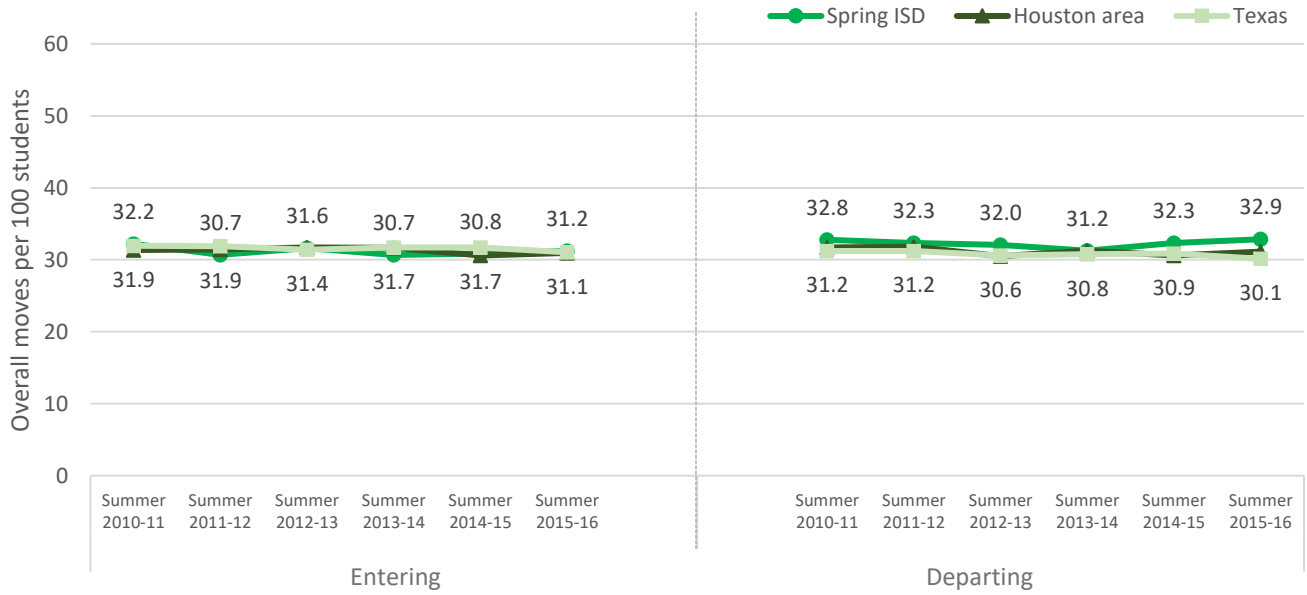 Spring ISD Houston area Texas
Overall moves per 100 students
60
50
40
30
20
10
0
32.2 30.7 31.6 30.7 30.8 31.2
31.9 31.9 31.4 31.7 31.7 31.1
32.8 32.3 32.0 31.2 32.3 32.9
31.2 31.2 30.6 30.8 30.9 30.1
Summer Summer Summer Summer Summer Summer
2010-11 2011-12 2012-13 2013-14 2014-15 2015-16
Entering
Summer Summer Summer Summer Summer Summer
2010-11 2011-12 2012-13 2013-14 2014-15 2015-16
Departing